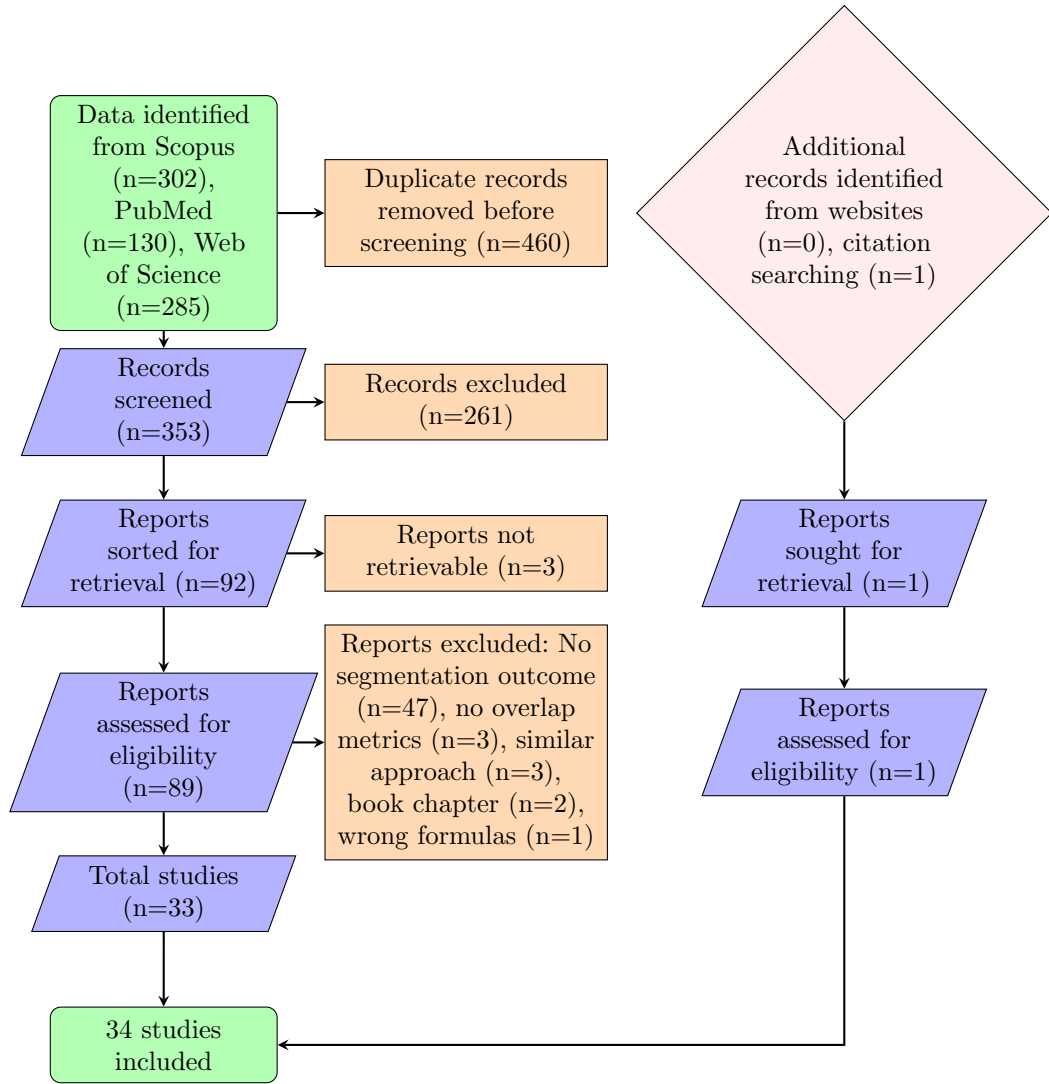 Data identified
from Scopus
(n=302),
PubMed
(n=130), Web
of Science
(n=285)
Duplicate records
removed before
screening (n=460)
Additional
records identified
from websites
(n=0), citation
searching (n=1)
Records
screened
(n=353)
Records excluded
(n=261)
Reports
sorted for
retrieval (n=92)
Reports not
retrievable (n=3)
Reports
sought for
retrieval (n=1)
Reports
assessed for
eligibility
(n=89)
Reports excluded: No
segmentation outcome
(n=47), no overlap
metrics (n=3), similar
approach (n=3),
book chapter (n=2),
wrong formulas (n=1)
Reports
assessed for
eligibility (n=1)
Total studies
(n=33)
34 studies
included